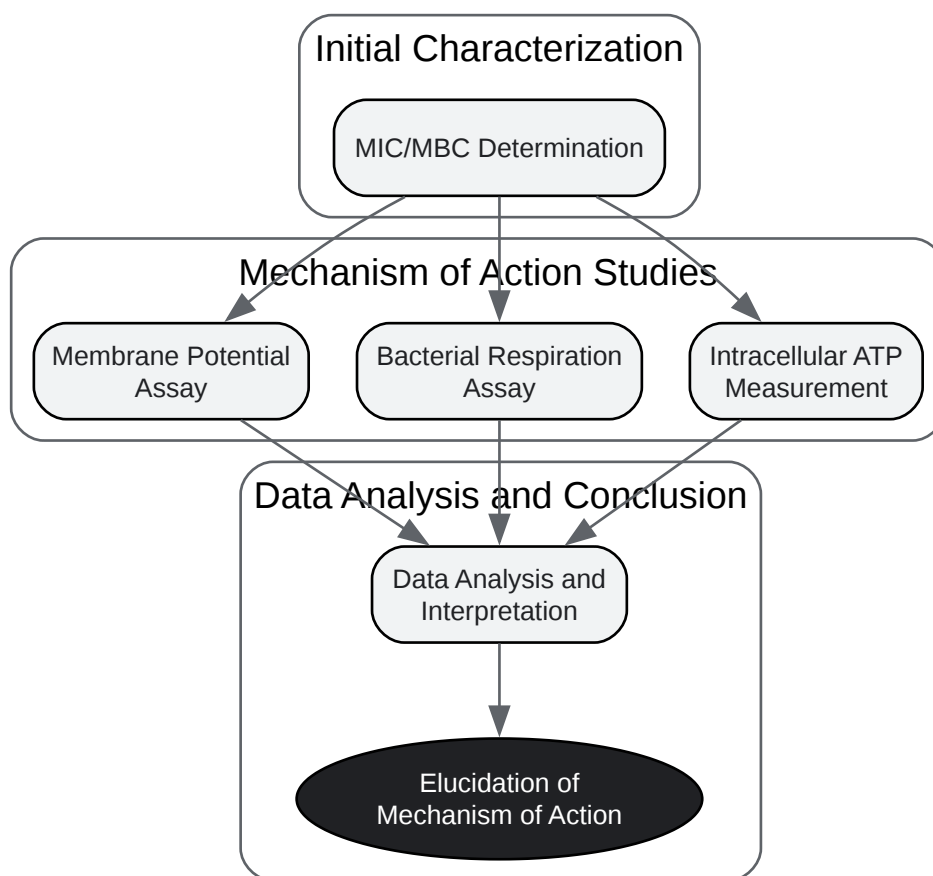 Initial Characterization
MIC/MBC Determination
Mechanism of Action Studies
Membrane Potential
Assay
Bacterial Respiration
Assay
Intracellular ATP
Measurement
Data Analysis and Conclusion
Data Analysis and
Interpretation
Elucidation of
Mechanism of Action